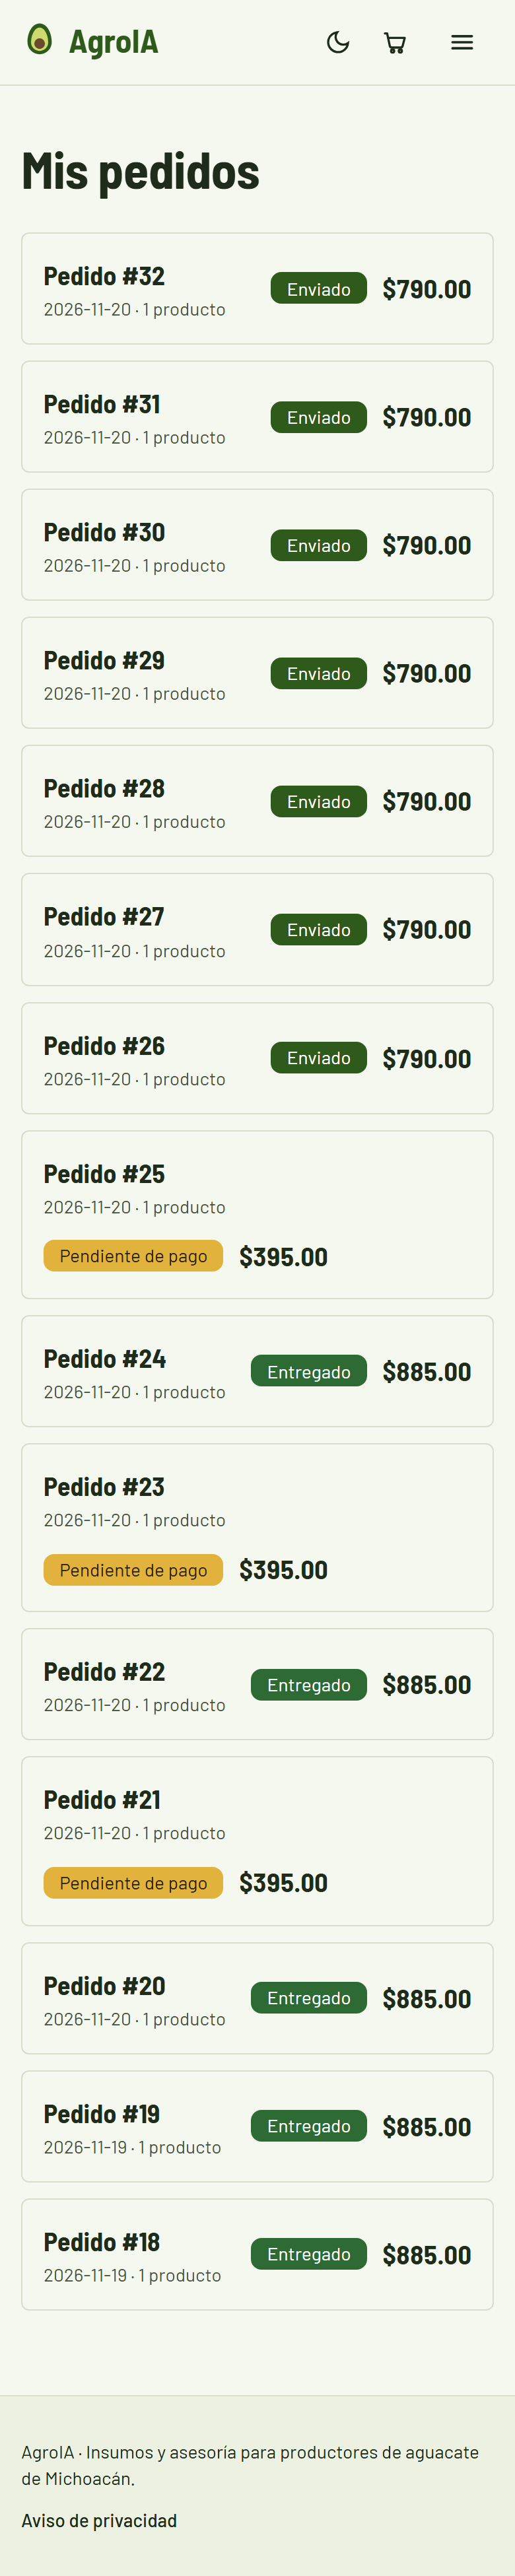 AgroIA
Mis pedidos
Pedido #32
2026-11-20 · 1 producto
Enviado
$790.00
Pedido #31
2026-11-20 · 1 producto
Enviado
$790.00
Pedido #30
2026-11-20 · 1 producto
Enviado
$790.00
Pedido #29
2026-11-20 · 1 producto
Enviado
$790.00
Pedido #28
2026-11-20 · 1 producto
Enviado
$790.00
Pedido #27
2026-11-20 · 1 producto
Enviado
$790.00
Pedido #26
2026-11-20 · 1 producto
Enviado
$790.00
Pedido #25
2026-11-20 · 1 producto
Pendiente de pago
$395.00
Pedido #24
2026-11-20 · 1 producto
Entregado
$885.00
Pedido #23
2026-11-20 · 1 producto
Pendiente de pago
$395.00
Pedido #22
2026-11-20 · 1 producto
Entregado
$885.00
Pedido #21
2026-11-20 · 1 producto
Pendiente de pago
$395.00
Pedido #20
2026-11-20 · 1 producto
Entregado
$885.00
Pedido #19
2026-11-19 · 1 producto
Entregado
$885.00
Pedido #18
2026-11-19 · 1 producto
Entregado
$885.00
AgroIA · Insumos y asesoría para productores de aguacate
de Michoacán.
Aviso de privacidad